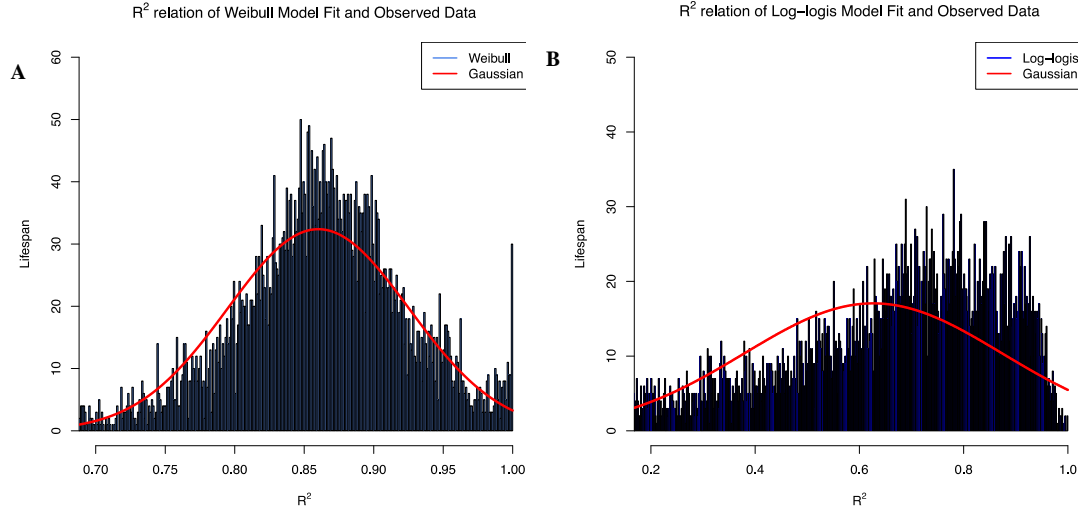 R² relation of Weibull Model Fit and Observed Data
A
Weibull
Gaussian
60
50
40
30
20
10
0
Lifespan
0.70 0.75 0.80 0.85 0.90 0.95 1.00
R²
R² relation of Log-logis Model Fit and Observed Data
B
Log-logis
Gaussian
50
40
30
20
10
0
Lifespan
0.2 0.4 0.6 0.8 1.0
R²